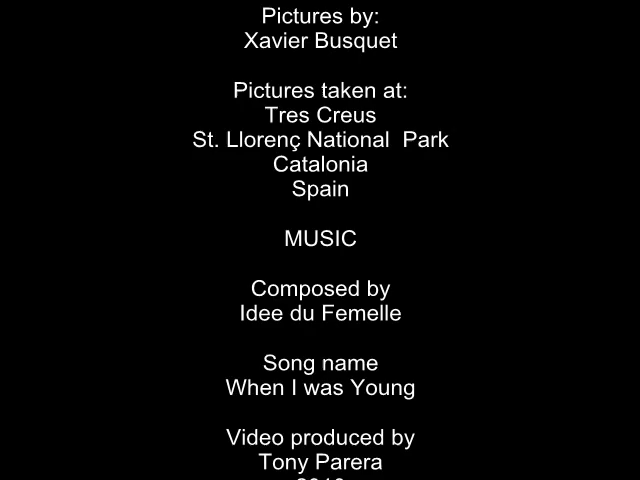 Pictures by:
Xavier Busquet
Pictures taken at:
Tres Creus
St. Llorenç National  Park
Catalonia
Spain
MUSIC
Composed by
Idee du Femelle
Song name
When I was Young
Video produced by
Tony Parera